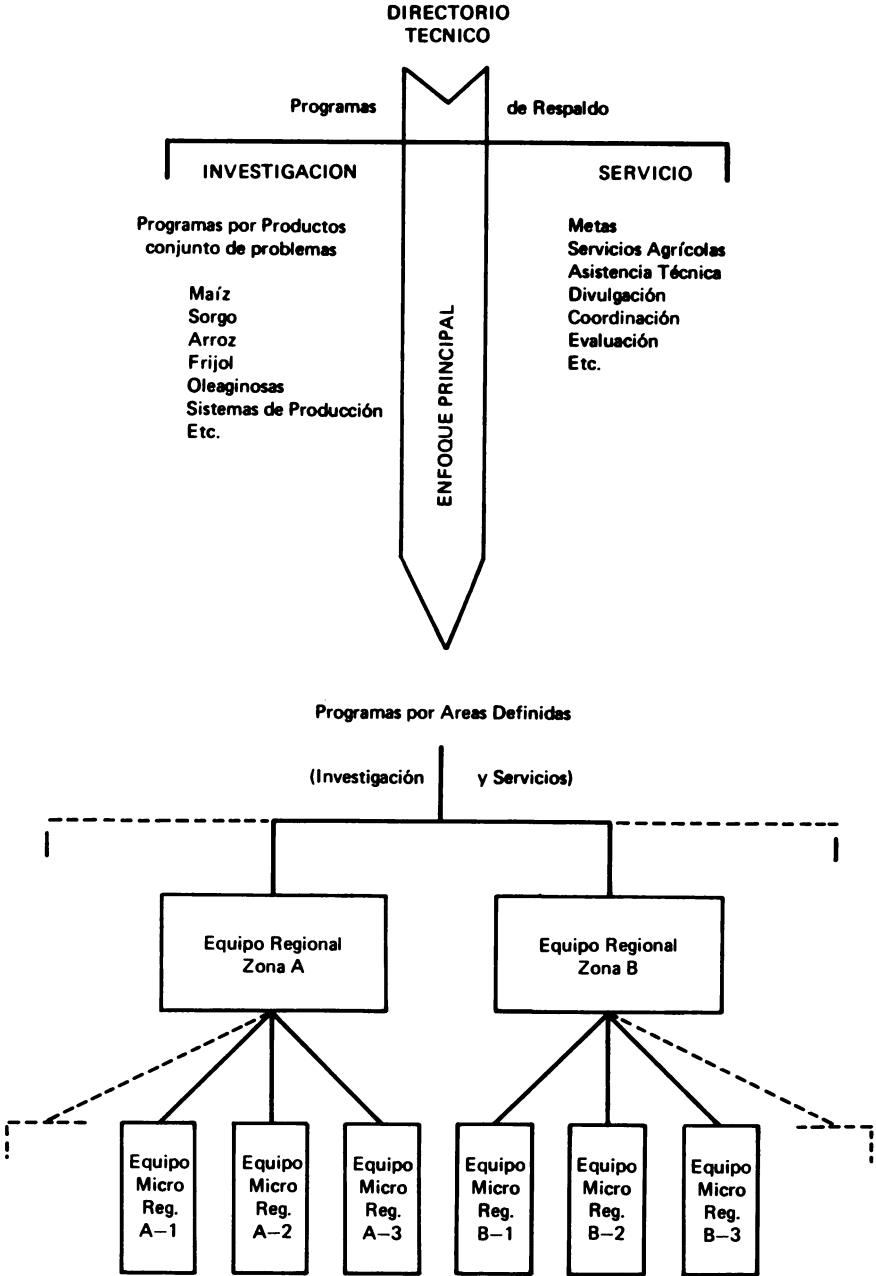 DIRECTORIO
TECNICO
Programas de Respaldo
INVESTIGACION
Programas por Productos
conjunto de problemas
Maíz
Sorgo
Arroz
Frijol
Oleaginosas
Sistemas de Producción
Etc.
ENFOQUE PRINCIPAL
SERVICIO
Metas
Servicios Agrícolas
Asistencia Técnica
Divulgación
Coordinación
Evaluación
Etc.
Programas por Areas Definidas
(Investigación y Servicios)
Equipo Regional
Zona A
Equipo Regional
Zona B
Equipo
Micro
Reg.
A–1
Equipo
Micro
Reg.
A–2
Equipo
Micro
Reg.
A–3
Equipo
Micro
Reg.
B–1
Equipo
Micro
Reg.
B–2
Equipo
Micro
Reg.
B–3